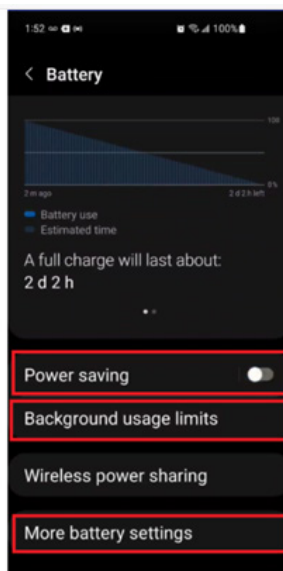 1:52
100%
Battery
100
0%
2 m ago
2 d 2 h left
Battery use
Estimated time
A full charge will last about:
2 d 2 h
Power saving
Background usage limits
Wireless power sharing
More battery settings